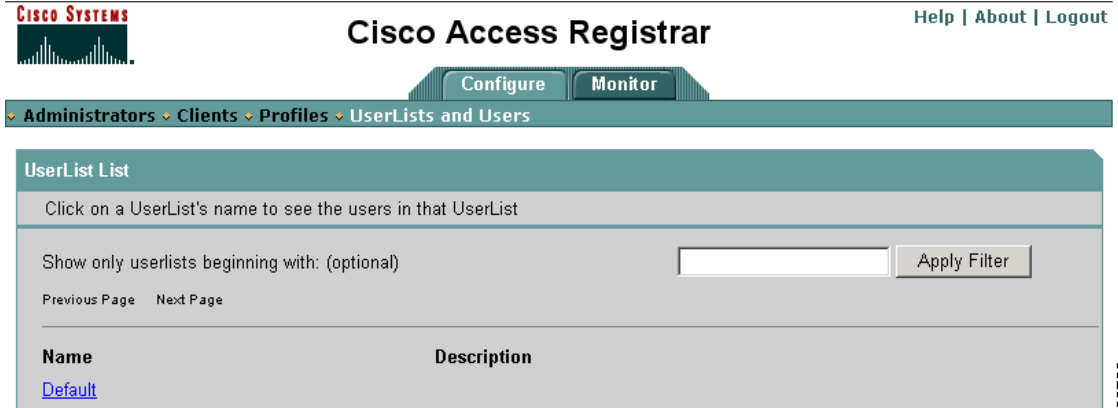 CISCO SYSTEMS
Cisco Access Registrar
Help | About | Logout
Configure
Monitor
Administrators
Clients
Profiles
UserLists and Users
UserList List
Click on a UserList's name to see the users in that UserList
Show only userlists beginning with: (optional)
Apply Filter
Previous Page Next Page
Name Description
Default